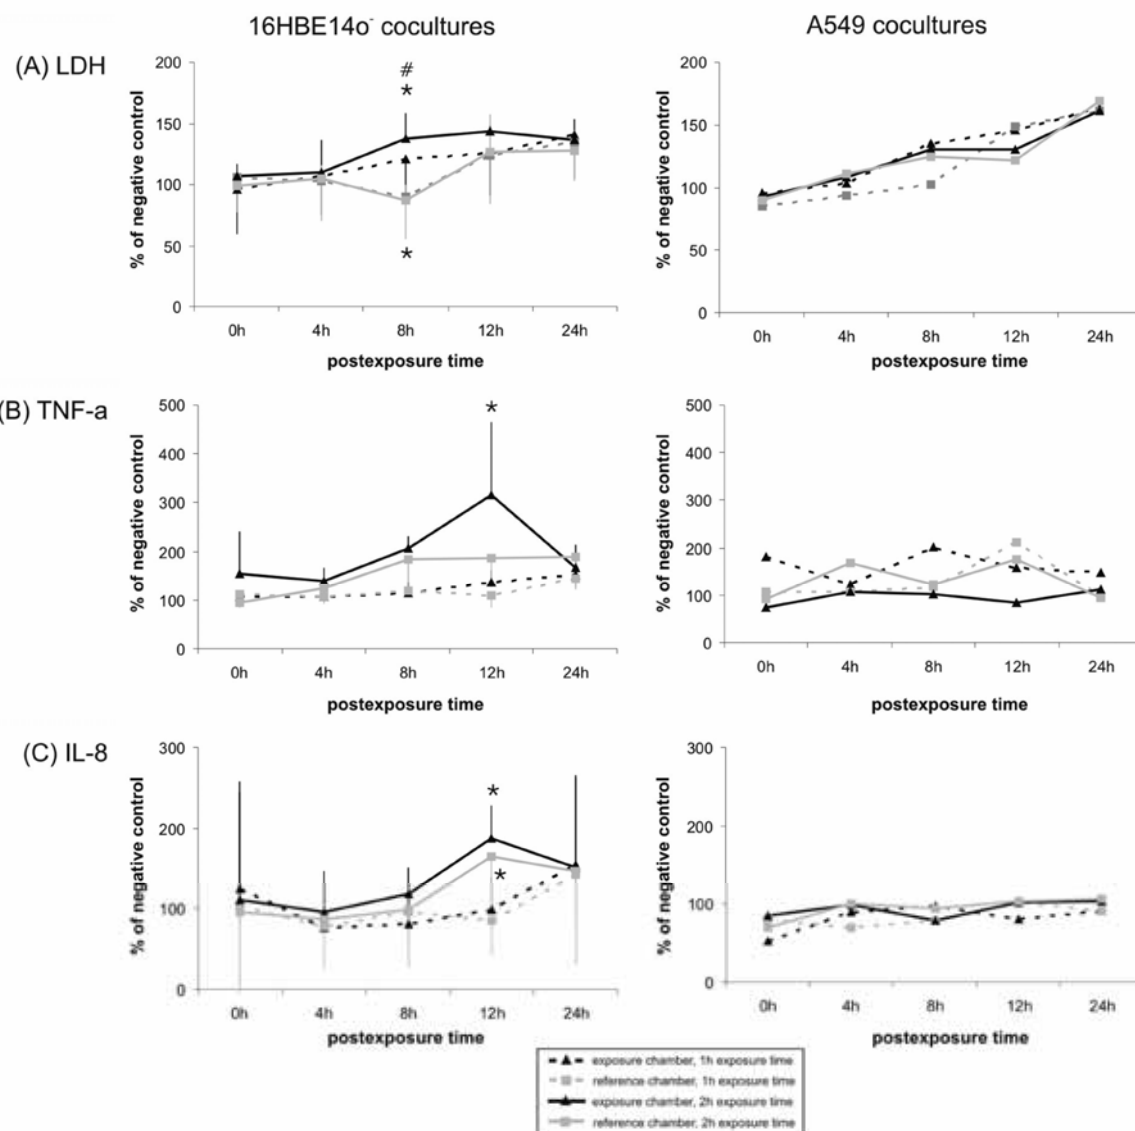 16HBE14o- cocultures
A549 cocultures
(A) LDH
200
150
100
50
0
% of negative control
#
*
*
0h 4h 8h 12h 24h
postexposure time
200
150
100
50
0
% of negative control
0h 4h 8h 12h 24h
postexposure time
(B) TNF-a
500
400
300
200
100
0
% of negative control
*
0h 4h 8h 12h 24h
postexposure time
500
400
300
200
100
0
% of negative control
0h 4h 8h 12h 24h
postexposure time
(C) IL-8
300
200
100
0
% of negative control
*
*
0h 4h 8h 12h 24h
postexposure time
300
200
100
0
% of negative control
0h 4h 8h 12h 24h
postexposure time
exposure chamber, 1h exposure time
reference chamber, 1h exposure time
exposure chamber, 2h exposure time
reference chamber, 2h exposure time